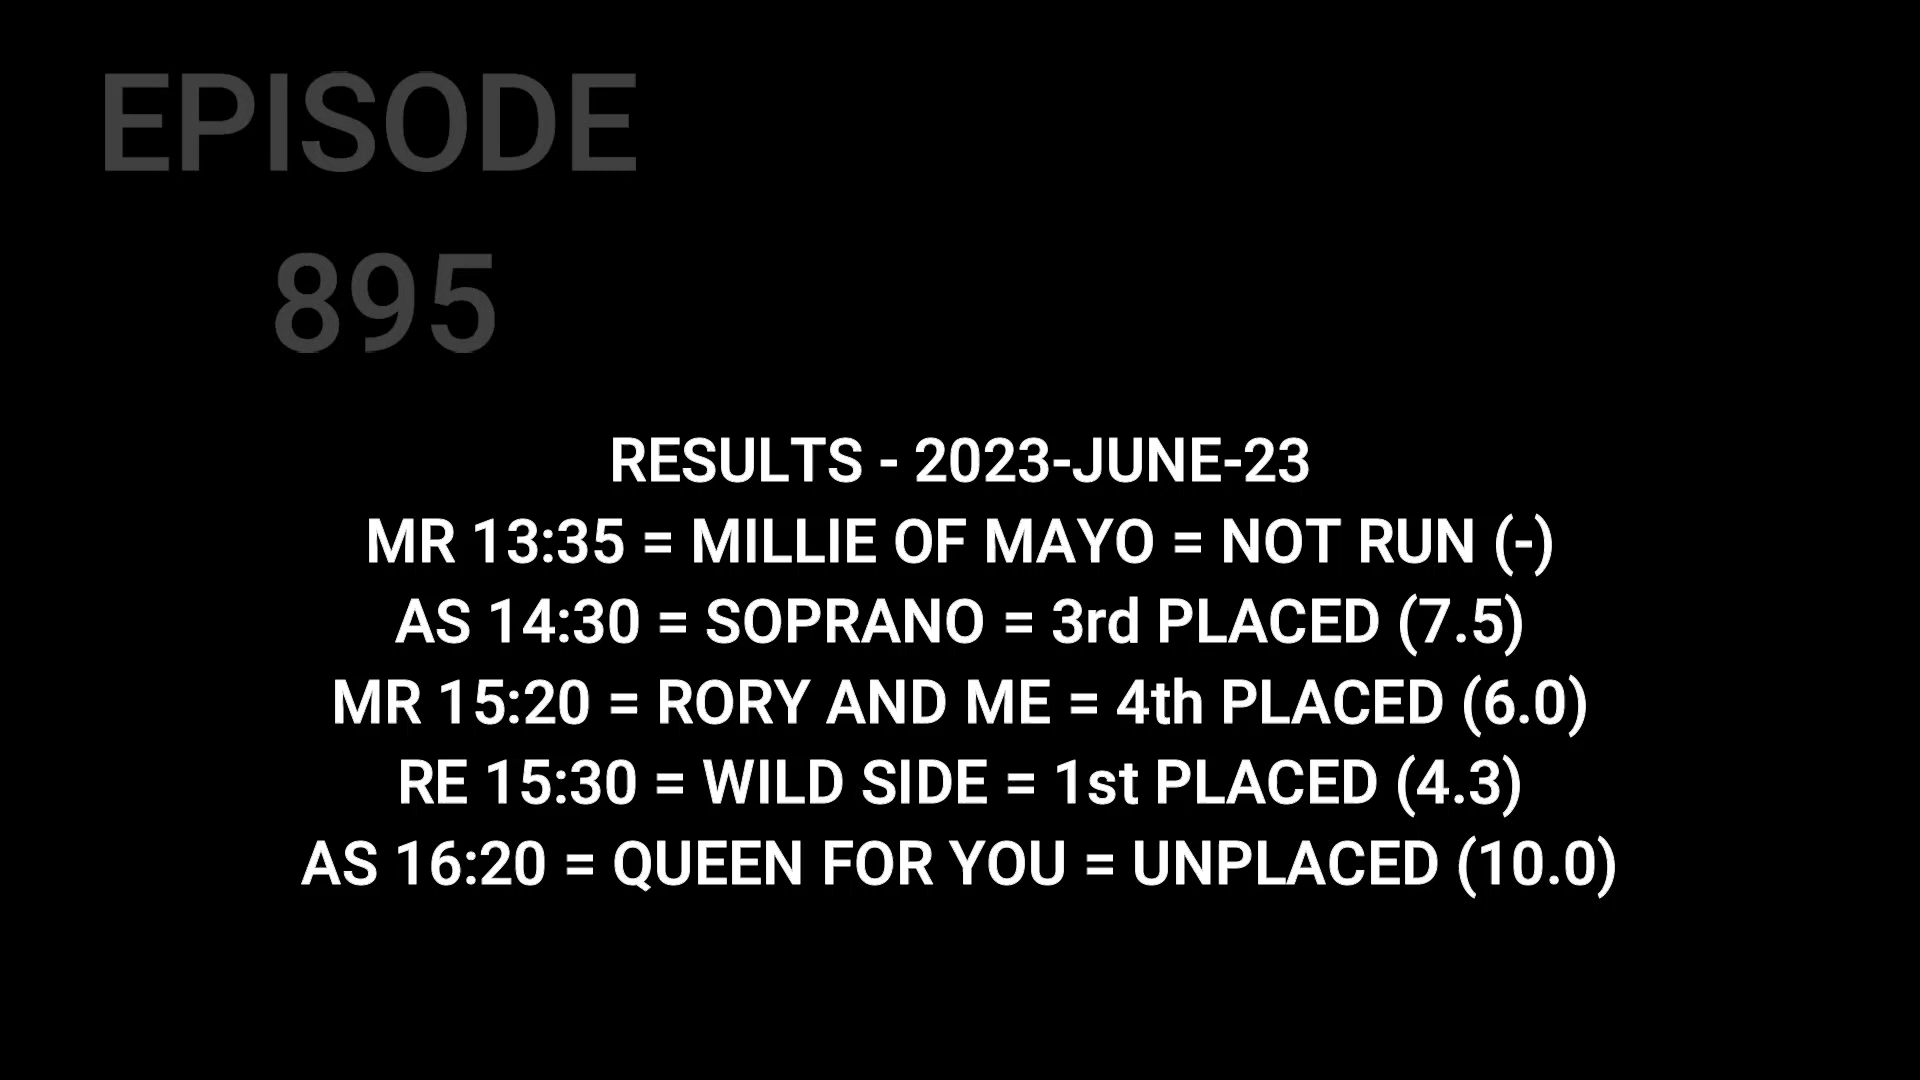 EPISODE
895
RESULTS - 2023-JUNE-23
MR 13:35 = MILLIE OF MAYO = NOT RUN (-)
AS 14:30 = SOPRANO = 3rd PLACED (7.5)
MR 15:20 = RORY AND ME = 4th PLACED (6.0)
RE 15:30 = WILD SIDE = 1st PLACED (4.3)
AS 16:20 = QUEEN FOR YOU = UNPLACED (10.0)